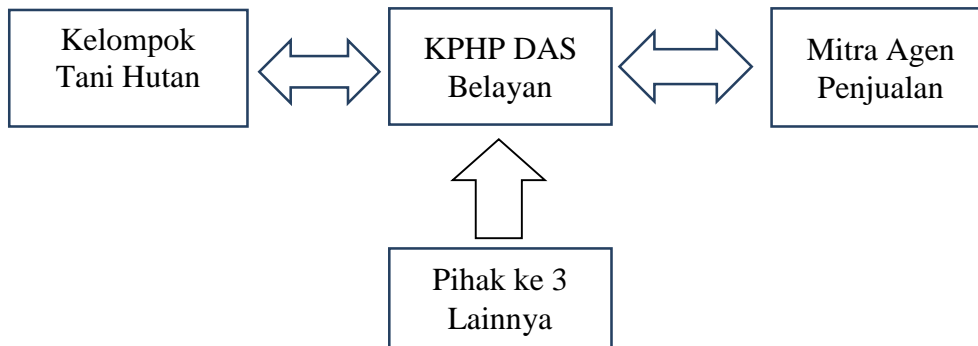 Kelompok
Tani Hutan
KPHP DAS
Belayan
Mitra Agen
Penjualan
Pihak ke 3
Lainnya